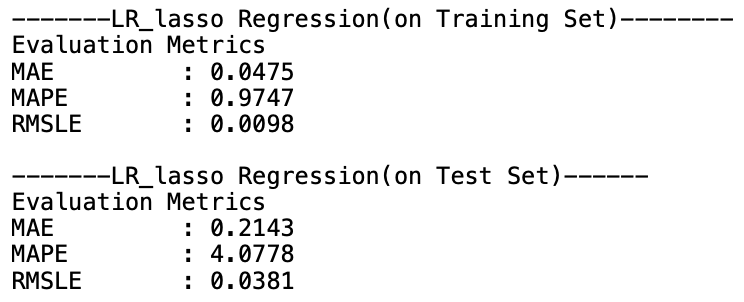 -------LR_lasso Regression(on Training Set)--------
Evaluation Metrics
MAE         : 0.0475
MAPE        : 0.9747
RMSLE       : 0.0098

-------LR_lasso Regression(on Test Set)------
Evaluation Metrics
MAE         : 0.2143
MAPE        : 4.0778
RMSLE       : 0.0381